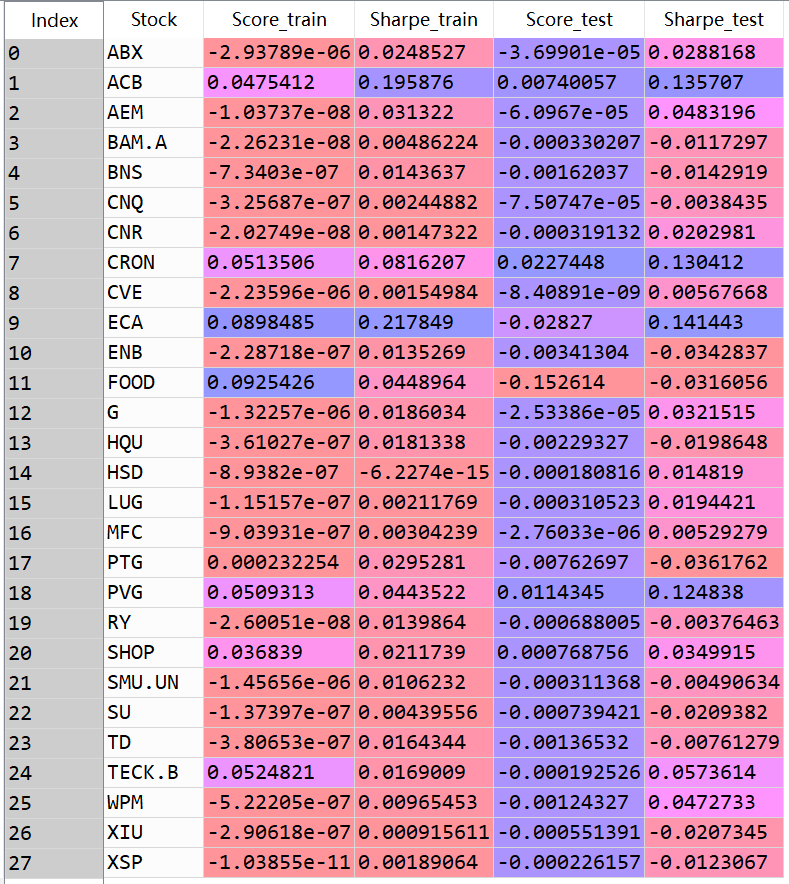 Index Stock Score_train Sharpe_train Score_test Sharpe_test
0 ABX -2.93789e-06 0.0248527 -3.69901e-05 0.0288168
1 ACB 0.0475412 0.195876 0.00740057 0.135707
2 AEM -1.03737e-08 0.031322 -6.0967e-05 0.0483196
3 BAM.A -2.26231e-08 0.00486224 -0.000330207 -0.0117297
4 BNS -7.3403e-07 0.0143637 -0.00162037 -0.0142919
5 CNQ -3.25687e-07 0.00244882 -7.50747e-05 -0.0038435
6 CNR -2.02749e-08 0.00147322 -0.000319132 0.0202981
7 CRON 0.0513506 0.0816207 0.0227448 0.130412
8 CVE -2.23596e-06 0.00154984 -8.40891e-09 0.00567668
9 ECA 0.0898485 0.217849 -0.02827 0.141443
10 ENB -2.28718e-07 0.0135269 -0.00341304 -0.0342837
11 FOOD 0.0925426 0.0448964 -0.152614 -0.0316056
12 G -1.32257e-06 0.0186034 -2.53386e-05 0.0321515
13 HQU -3.61027e-07 0.0181338 -0.00229327 -0.0198648
14 HSD -8.9382e-07 -6.2274e-15 -0.000180816 0.014819
15 LUG -1.15157e-07 0.00211769 -0.000310523 0.0194421
16 MFC -9.03931e-07 0.00304239 -2.76033e-06 0.00529279
17 PTG 0.000232254 0.0295281 -0.00762697 -0.0361762
18 PVG 0.0509313 0.0443522 0.0114345 0.124838
19 RY -2.60051e-08 0.0139864 -0.000688005 -0.00376463
20 SHOP 0.036839 0.0211739 0.000768756 0.0349915
21 SMU.UN -1.45656e-06 0.0106232 -0.000311368 -0.00490634
22 SU -1.37397e-07 0.00439556 -0.000739421 -0.0209382
23 TD -3.80653e-07 0.0164344 -0.00136532 -0.00761279
24 TECK.B 0.0524821 0.0169009 -0.000192526 0.0573614
25 WPM -5.22205e-07 0.00965453 -0.00124327 0.0472733
26 XIU -2.90618e-07 0.000915611 -0.000551391 -0.0207345
27 XSP -1.03855e-11 0.00189064 -0.000226157 -0.0123067